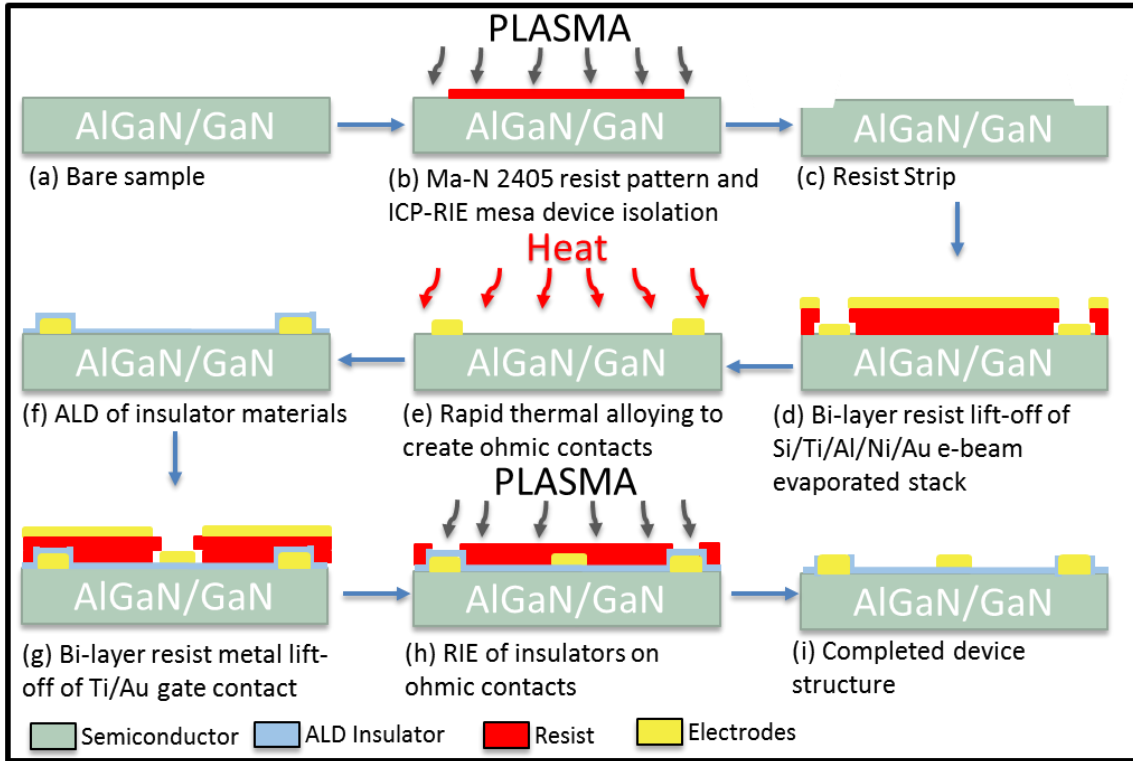 PLASMA
AlGaN/GaN
AlGaN/GaN
AlGaN/GaN
(a) Bare sample
(b) Ma-N 2405 resist pattern and
ICP-RIE mesa device isolation
(c) Resist Strip
Heat
AlGaN/GaN
AlGaN/GaN
AlGaN/GaN
(f) ALD of insulator materials
(e) Rapid thermal alloying to
create ohmic contacts
(d) Bi-layer resist lift-off of
Si/Ti/Al/Ni/Au e-beam
evaporated stack
PLASMA
AlGaN/GaN
AlGaN/GaN
AlGaN/GaN
(g) Bi-layer resist metal lift-
off of Ti/Au gate contact
(h) RIE of insulators on
ohmic contacts
(i) Completed device
structure
Semiconductor
ALD Insulator
Resist
Electrodes